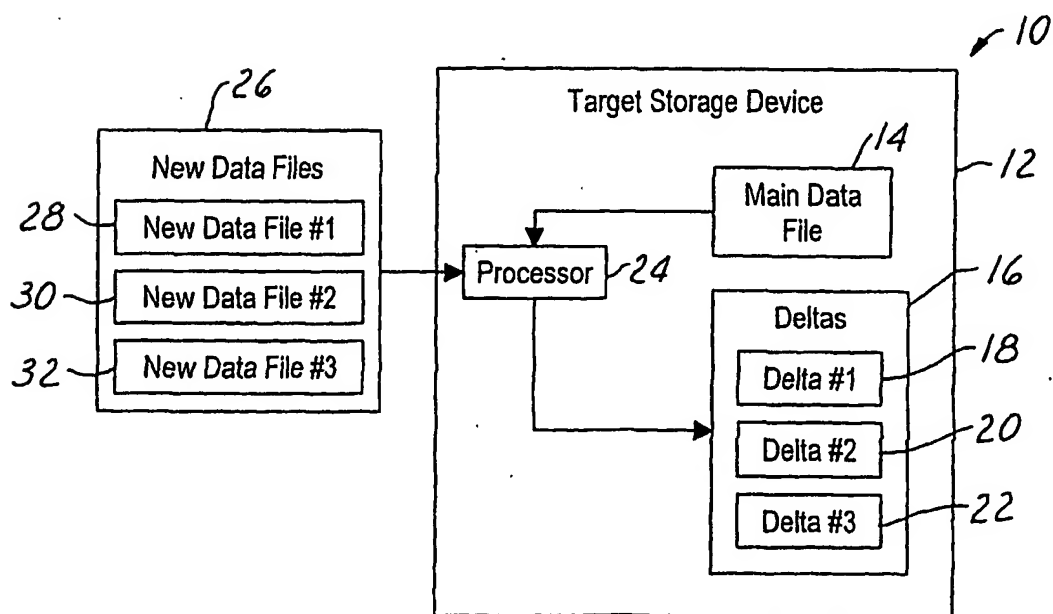 10
26
Target Storage Device
New Data Files
14
12
28
New Data File #1
Main Data
File
30
New Data File #2
Processor
24
16
32
New Data File #3
Deltas
18
Delta #1
20
Delta #2
22
Delta #3